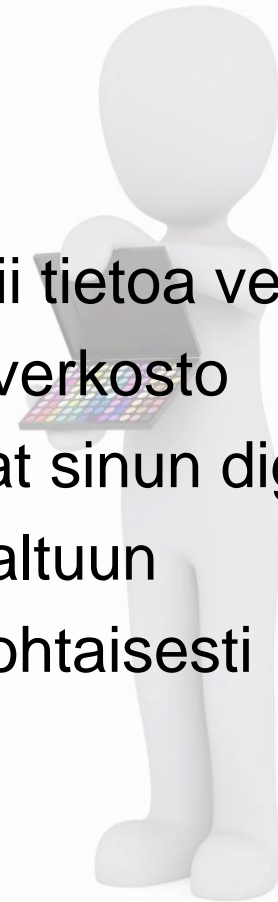 ii tietoa ve
verkosto
at sinun dig
altuun
ohtaisesti